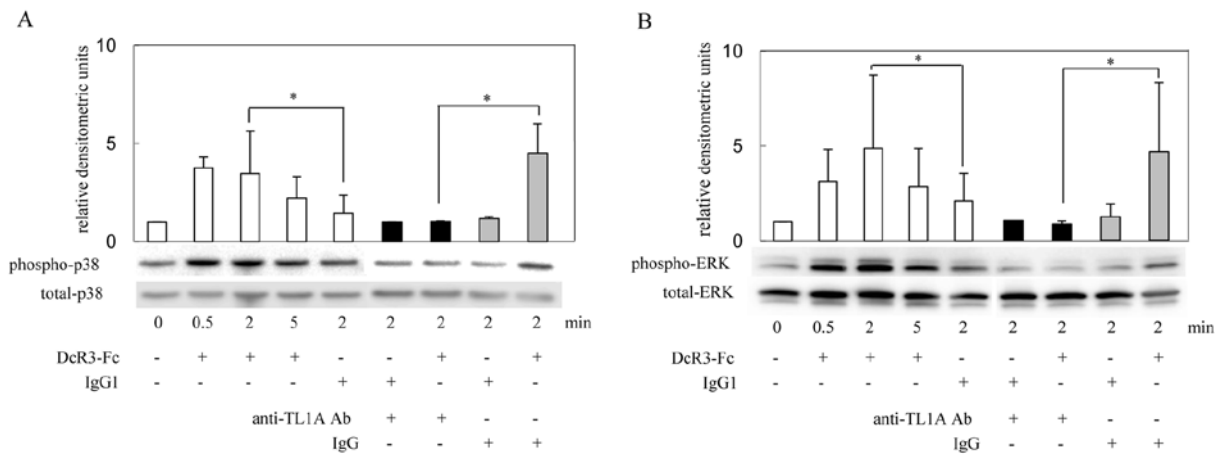 A
relative densitometric units
10
5
0
*
*
phospho-p38
total-p38
0 0.5 2 5 2 2 2 2 2 min
DcR3-Fc - + + + - - + - +
IgG1 - - - - + + - + -
anti-TL1A Ab + + - -
IgG - - + +
B
relative densitometric units
10
5
0
*
*
phospho-ERK
total-ERK
0 0.5 2 5 2 2 2 2 2 min
DcR3-Fc - + + + - - + - +
IgG1 - - - - + + - + -
anti-TL1A Ab + + - -
IgG - - + +